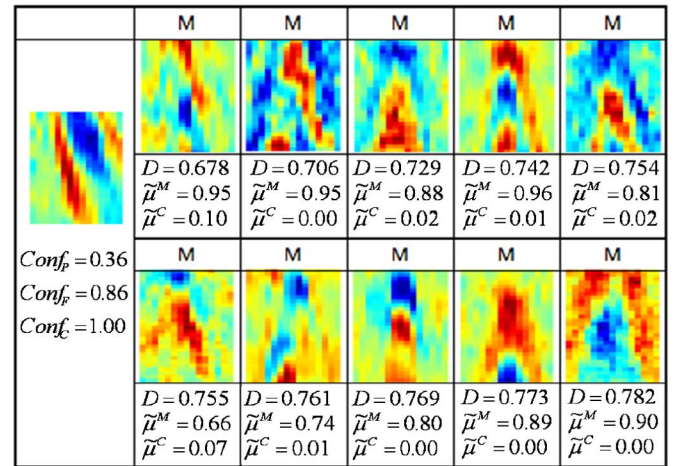 M M M M M
D = 0.678 D = 0.706 D = 0.729 D = 0.742 D = 0.754
μ̃^M = 0.95 μ̃^M = 0.95 μ̃^M = 0.88 μ̃^M = 0.96 μ̃^M = 0.81
μ̃^C = 0.10 μ̃^C = 0.00 μ̃^C = 0.02 μ̃^C = 0.01 μ̃^C = 0.02
Conf_P = 0.36
Conf_F = 0.86
Conf_C = 1.00
M M M M M
D = 0.755 D = 0.761 D = 0.769 D = 0.773 D = 0.782
μ̃^M = 0.66 μ̃^M = 0.74 μ̃^M = 0.80 μ̃^M = 0.89 μ̃^M = 0.90
μ̃^C = 0.07 μ̃^C = 0.01 μ̃^C = 0.00 μ̃^C = 0.00 μ̃^C = 0.00